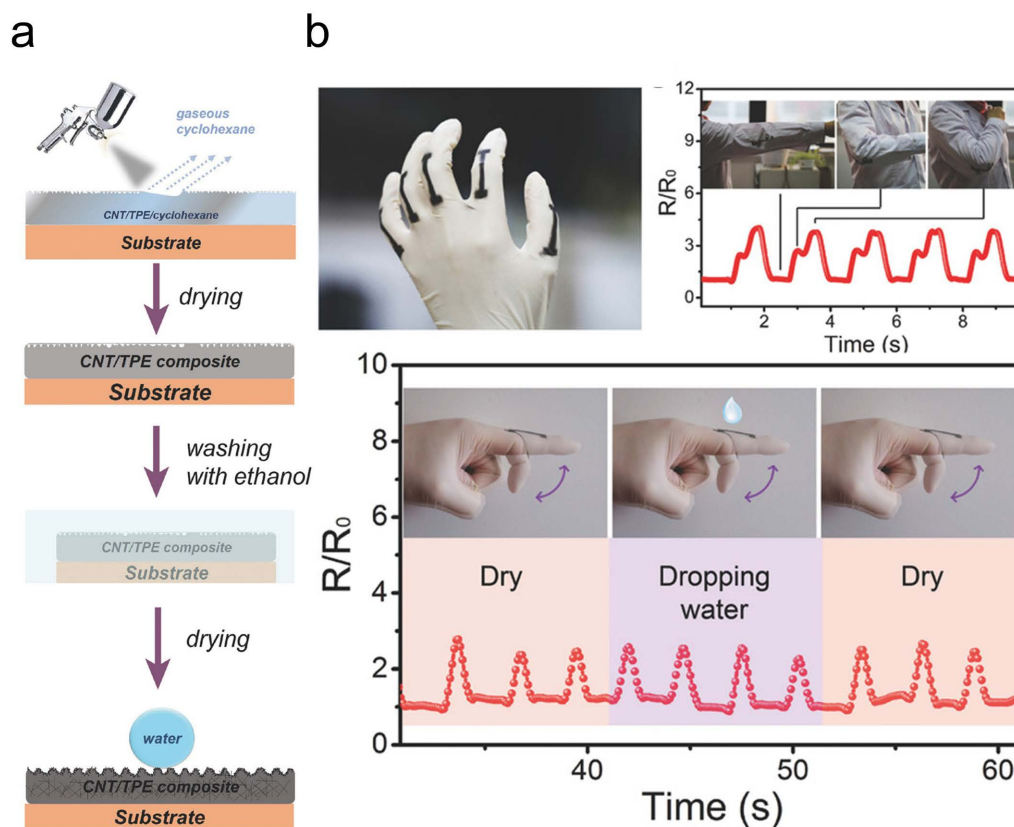 a
gaseous
cyclohexane
CNT/TPE/cyclohexane
Substrate
drying
CNT/TPE composite
Substrate
washing
with ethanol
CNT/TPE composite
Substrate
drying
water
CNT/TPE composite
Substrate
b
12
9
6
3
0
R/R₀
2 4 6 8
Time (s)
10
8
6
4
2
0
R/R₀
Dry
Dropping
water
Dry
40 50 60
Time (s)